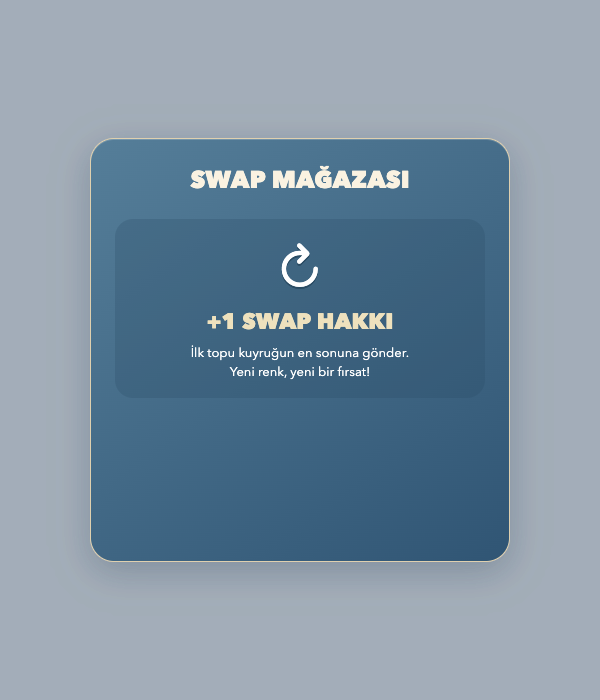 SWAP MAĞAZASI
+1 SWAP HAKKI
İlk topu kuyruğun en sonuna gönder.
Yeni renk, yeni bir fırsat!